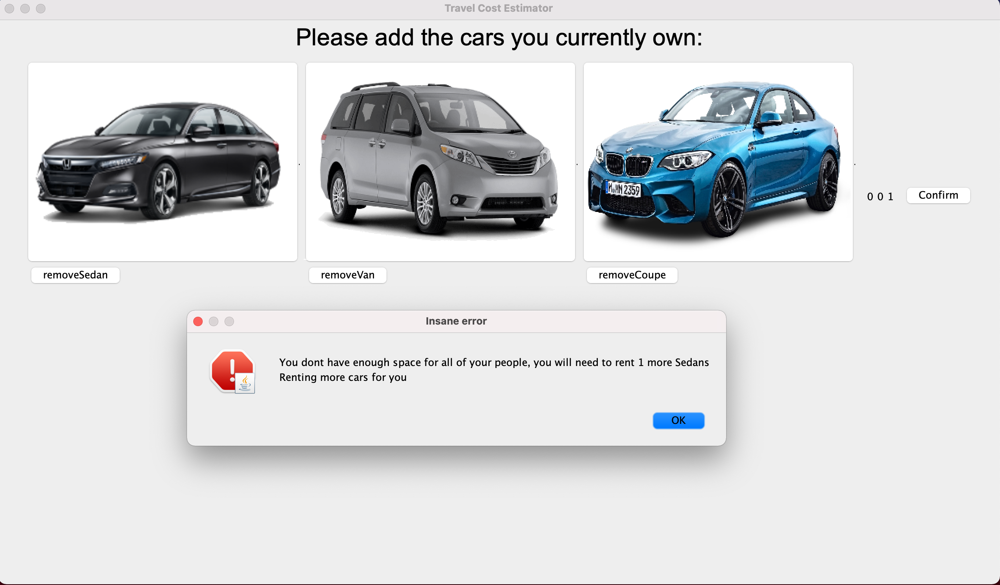 Travel Cost Estimator
Please add the cars you currently own:
0 0 1
Confirm
removeSedan
removeVan
removeCoupe
Insane error
You dont have enough space for all of your people, you will need to rent 1 more Sedans
Renting more cars for you
OK